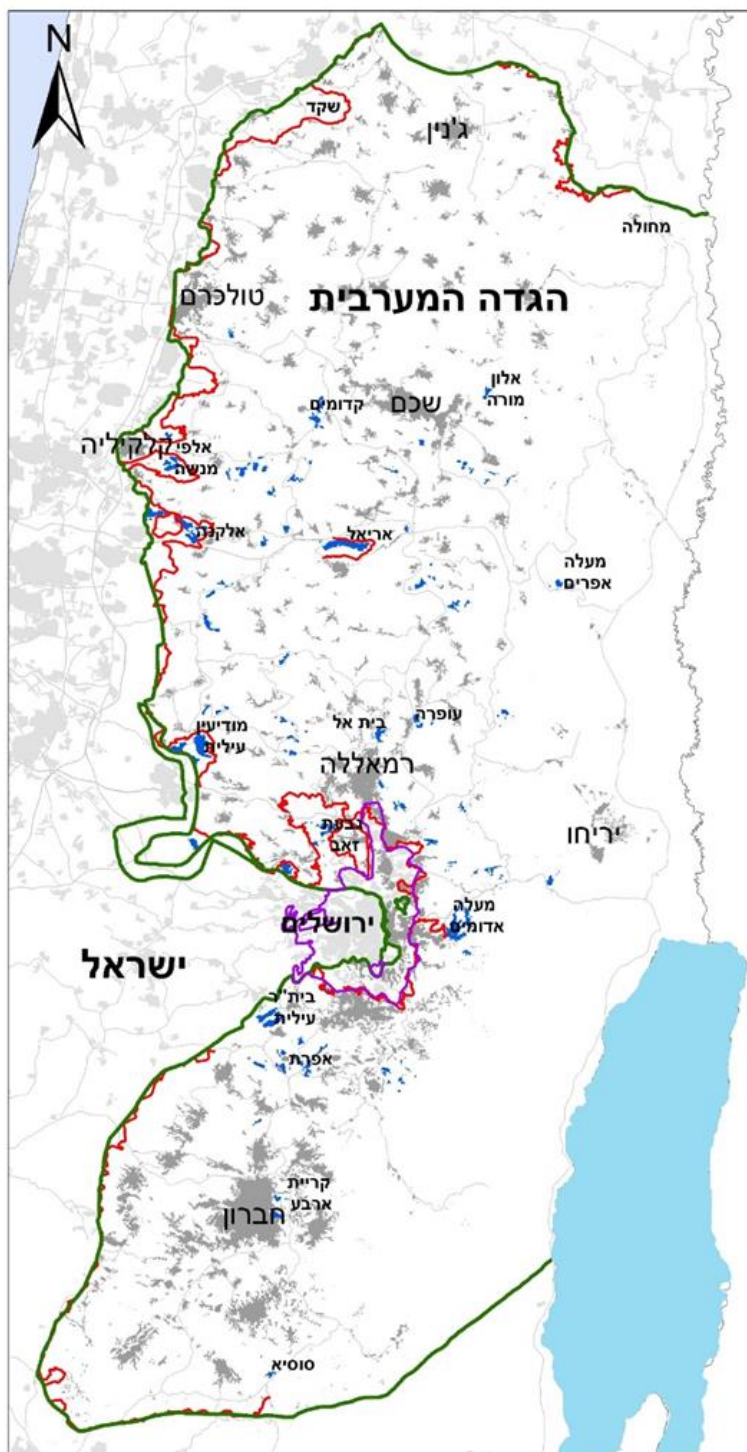 N
שקד
ג'נין
מחולה
טולכרם
הגדה המערבית
אלון
מורה
קדומים
שכם
קלקיליה
אלפי
מנשה
אלקנה
אריאל
מעלה
אפרים
מודיעין
עילית
בית אל
עופרה
רמאללה
גבעת
זאב
יריחו
ירושלים
מעלה
אדומים
ישראל
בית"ר
עילית
אפרת
קריית
ארבע
חברון
סוסיא